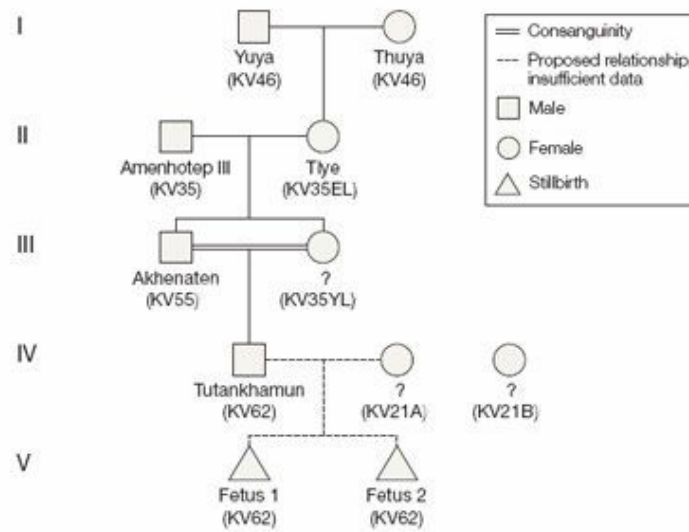 I
Yuya
(KV46)
Thuya
(KV46)
Consanguinity
Proposed relationship,
insufficient data
Male
Female
Stillbirth
II
Amenhotep III
(KV35)
Tiye
(KV35EL)
III
Akhenaten
(KV55)
?
(KV35YL)
IV
Tutankhamun
(KV62)
?
(KV21A)
?
(KV21B)
V
Fetus 1
(KV62)
Fetus 2
(KV62)